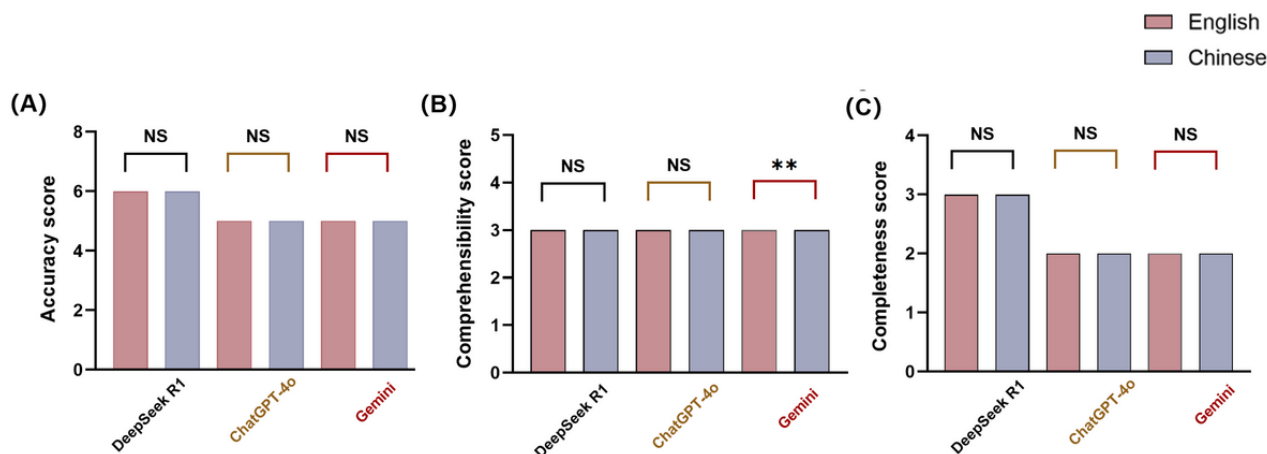 English
Chinese
(A)
Accuracy score
8
6
4
2
0
NS
NS
NS
DeepSeek R1
ChatGPT-4o
Gemini
(B)
Comprehensibility score
5
4
3
2
1
0
NS
NS
**
DeepSeek R1
ChatGPT-4o
Gemini
(C)
Completeness score
4
3
2
1
0
NS
NS
NS
DeepSeek R1
ChatGPT-4o
Gemini